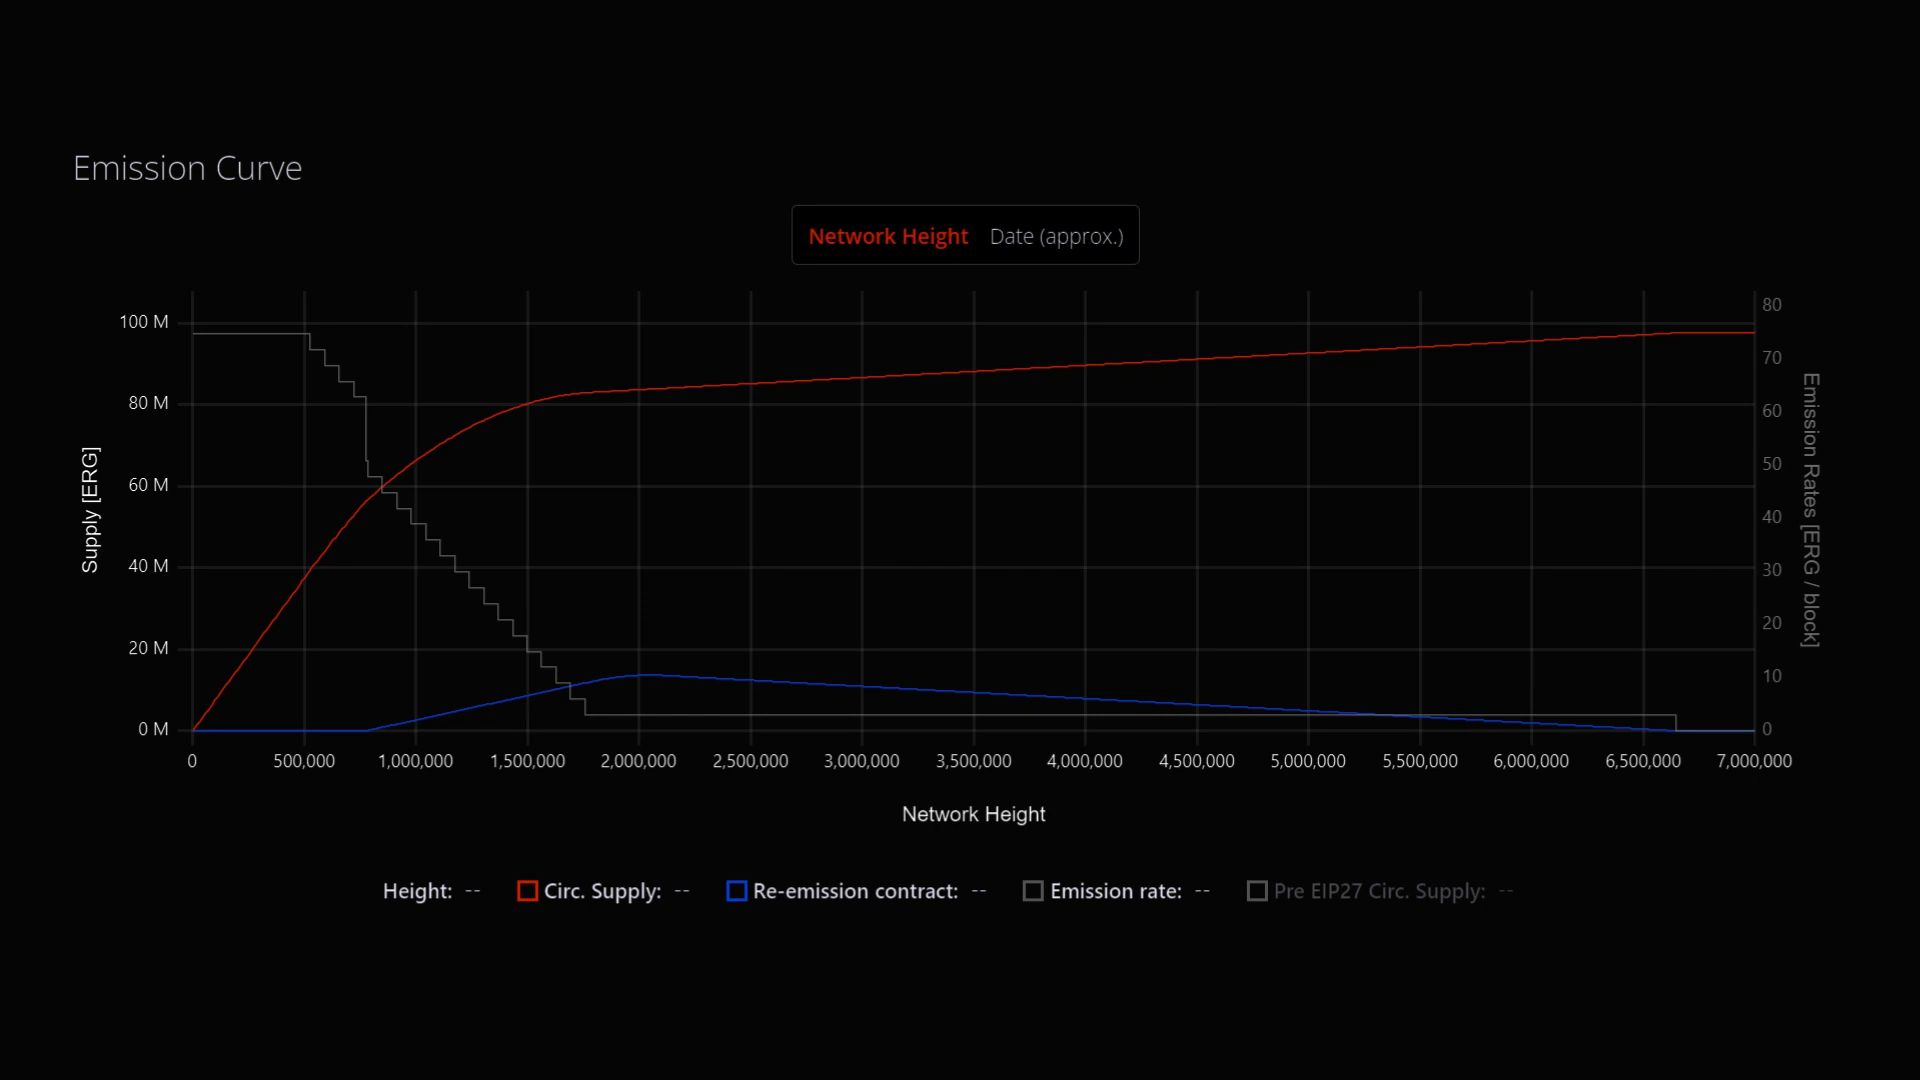 Emission Curve
Network Height Date (approx.)
100 M
80 M
60 M
40 M
20 M
0 M
Supply [ERG]
80
70
60
50
40
30
20
10
0
Emission Rates [ERG / block]
0 500,000 1,000,000 1,500,000 2,000,000 2,500,000 3,000,000 3,500,000 4,000,000 4,500,000 5,000,000 5,500,000 6,000,000 6,500,000 7,000,000
Network Height
Height: -- Circ. Supply: -- Re-emission contract: -- Emission rate: -- Pre EIP27 Circ. Supply: --